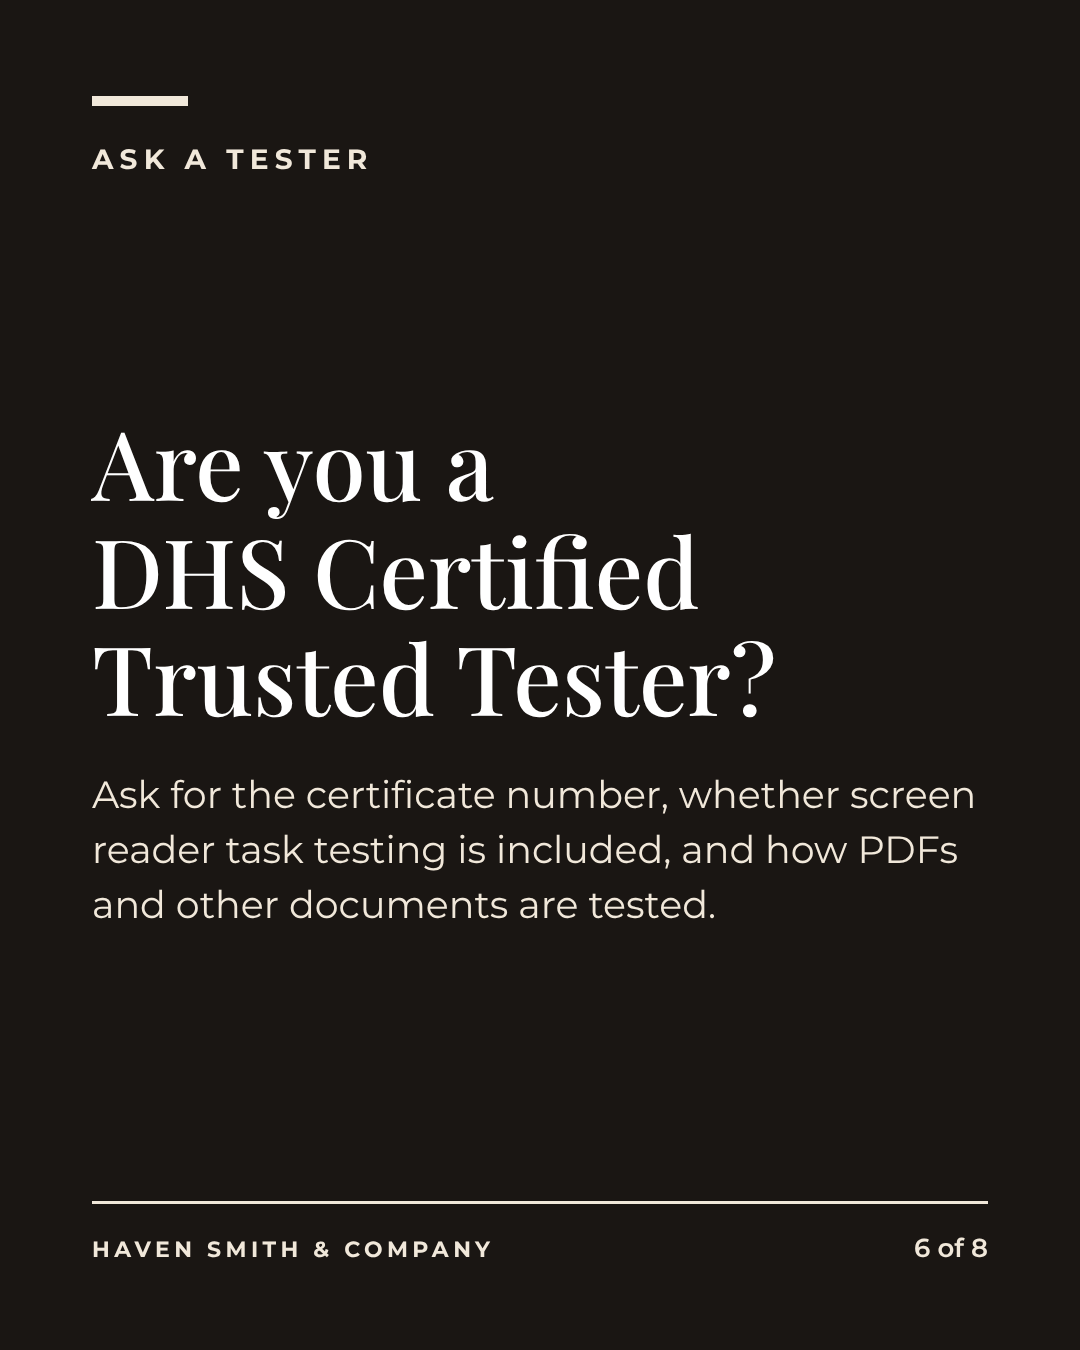 ASK A TESTER
Are you a
DHS Certified
Trusted Tester?
Ask for the certificate number, whether screen
reader task testing is included, and how PDFs
and other documents are tested.
HAVEN SMITH & COMPANY
6 of 8